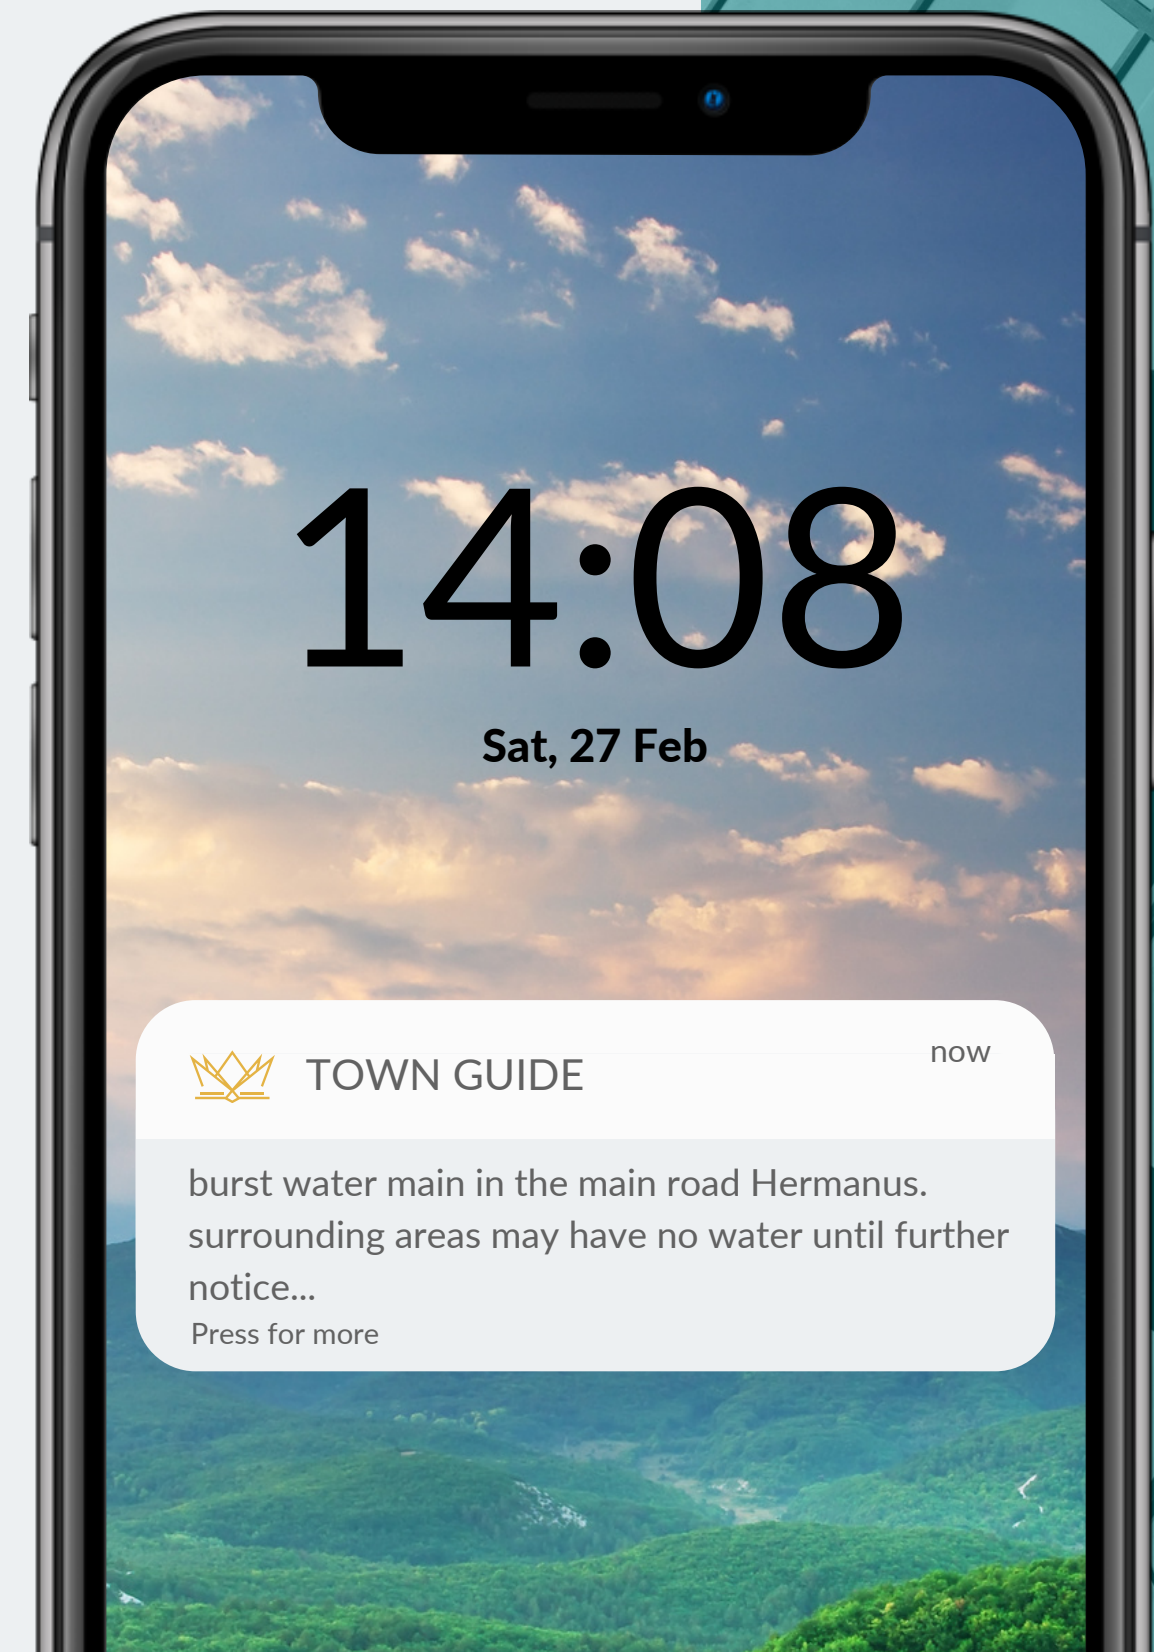 14:08
Sat, 27 Feb
TOWN GUIDE
now
burst water main in the main road Hermanus.
surrounding areas may have no water until further
notice...
Press for more